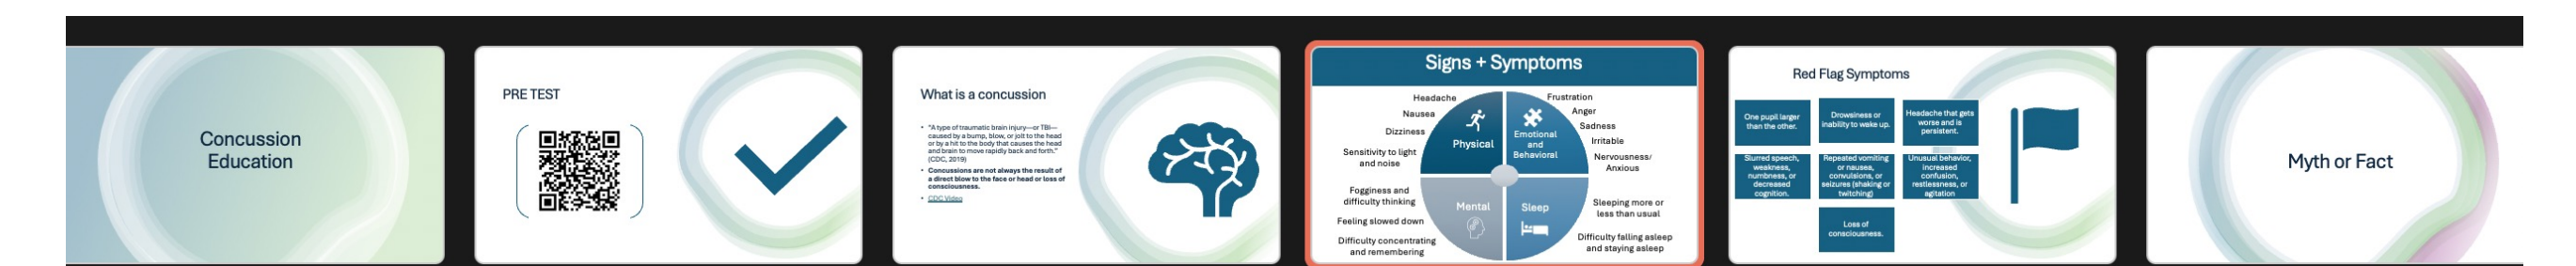 Concussion
Education
PRE TEST
What is a concussion
• "A type of traumatic brain injury—or TBI—
caused by a bump, blow, or jolt to the head
or by a hit to the body that causes the head
and brain to move rapidly back and forth."
(CDC, 2019)
• Concussions are not always the result of
a direct blow to the face or head or loss of
consciousness.
• CDC Video
Signs + Symptoms
Headache
Nausea
Dizziness
Sensitivity to light
and noise
Physical
Frustration
Anger
Sadness
Irritable
Nervousness/
Anxious
Emotional
and
Behavioral
Fogginess and
difficulty thinking
Feeling slowed down
Difficulty concentrating
and remembering
Mental
Sleep
Sleeping more or
less than usual
Difficulty falling asleep
and staying asleep
Red Flag Symptoms
One pupil larger
than the other.
Drowsiness or
inability to wake up.
Headache that gets
worse and is
persistent.
Slurred speech,
weakness,
numbness, or
decreased
cognition.
Repeated vomiting
or nausea,
convulsions, or
seizures (shaking or
twitching)
Unusual behavior,
increased
confusion,
restlessness, or
agitation
Loss of
consciousness.
Myth or Fact